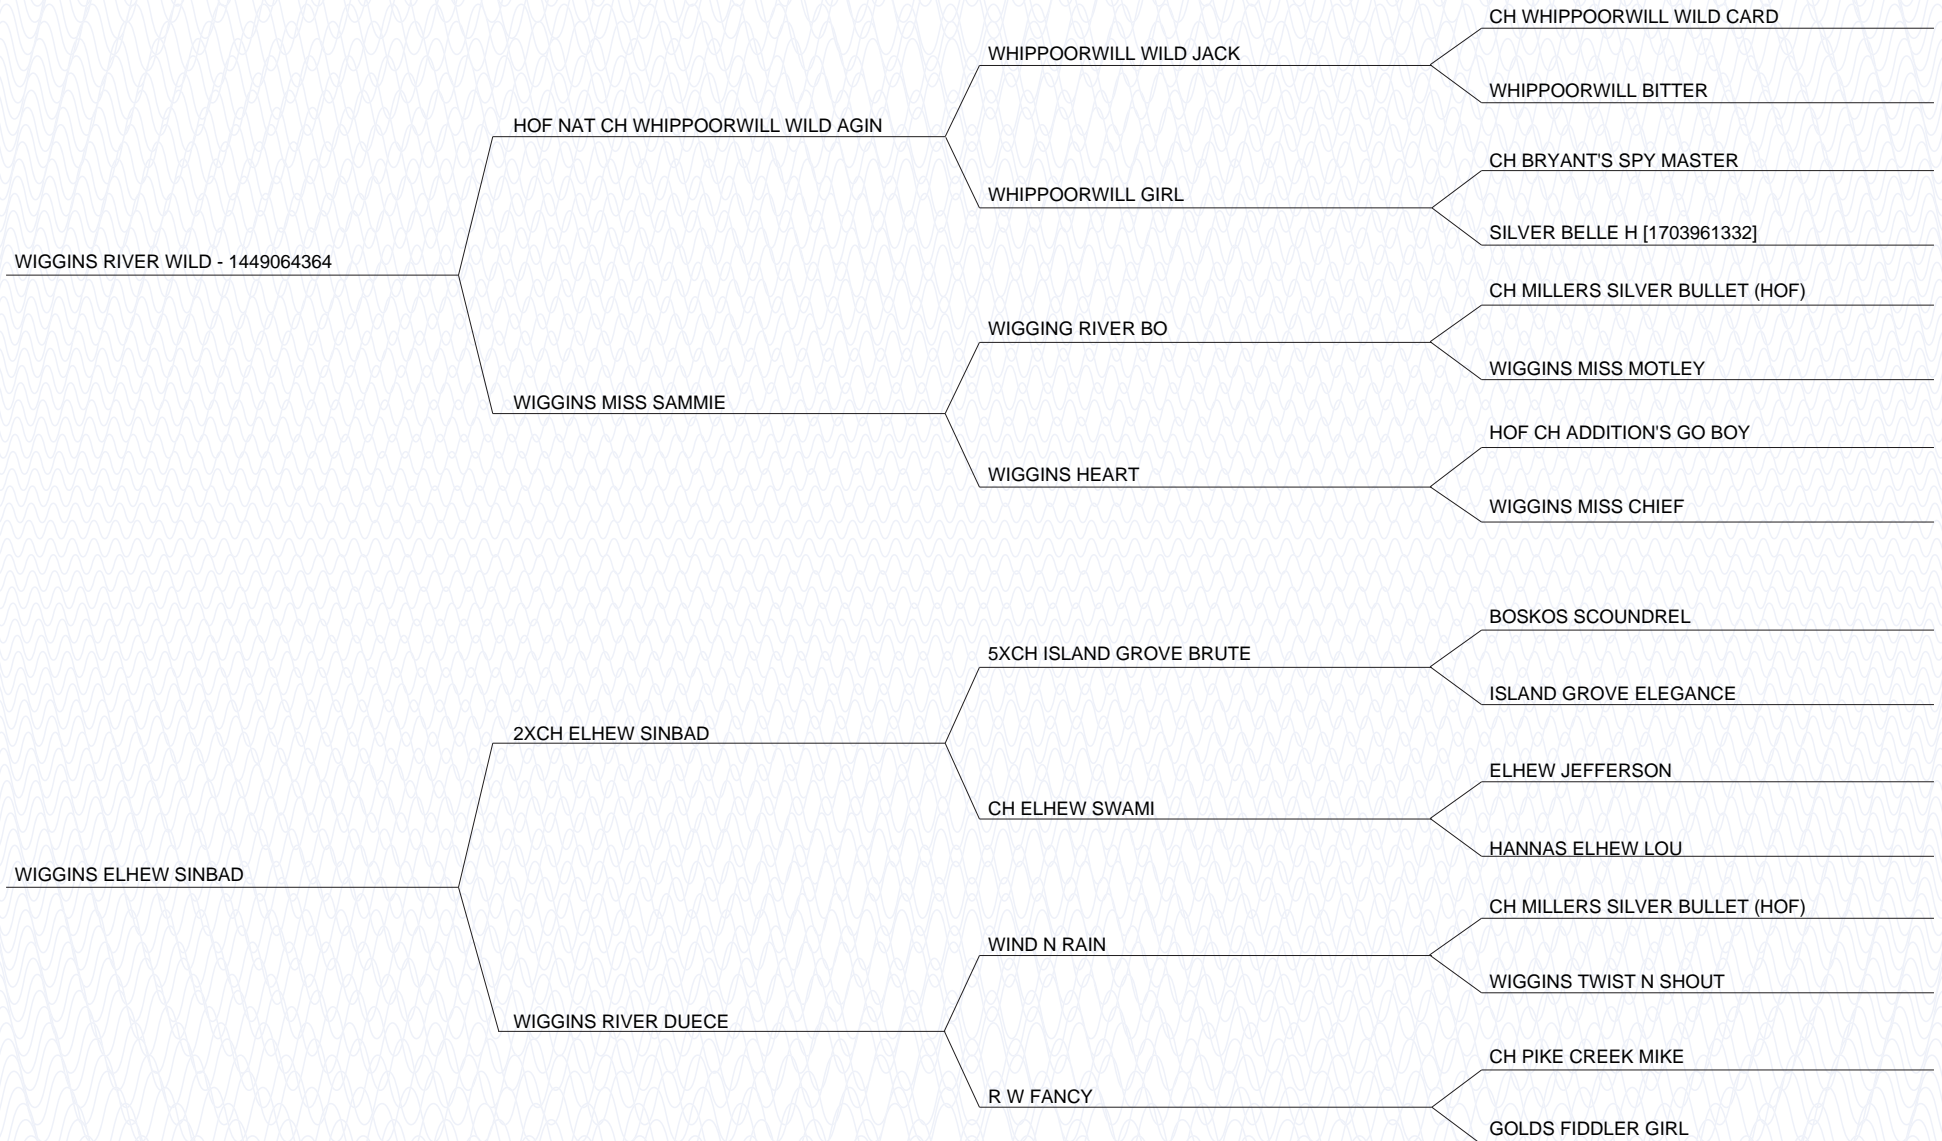 CH WHIPPOORWILL WILD CARD
WHIPPOORWILL WILD JACK
WHIPPOORWILL BITTER
HOF NAT CH WHIPPOORWILL WILD AGIN
CH BRYANT'S SPY MASTER
WHIPPOORWILL GIRL
SILVER BELLE H [1703961332]
WIGGINS RIVER WILD - 1449064364
CH MILLERS SILVER BULLET (HOF)
WIGGING RIVER BO
WIGGINS MISS MOTLEY
WIGGINS MISS SAMMIE
HOF CH ADDITION'S GO BOY
WIGGINS HEART
WIGGINS MISS CHIEF
BOSKOS SCOUNDREL
5XCH ISLAND GROVE BRUTE
ISLAND GROVE ELEGANCE
2XCH ELHEW SINBAD
ELHEW JEFFERSON
CH ELHEW SWAMI
HANNAS ELHEW LOU
WIGGINS ELHEW SINBAD
CH MILLERS SILVER BULLET (HOF)
WIND N RAIN
WIGGINS TWIST N SHOUT
WIGGINS RIVER DUECE
CH PIKE CREEK MIKE
R W FANCY
GOLDS FIDDLER GIRL